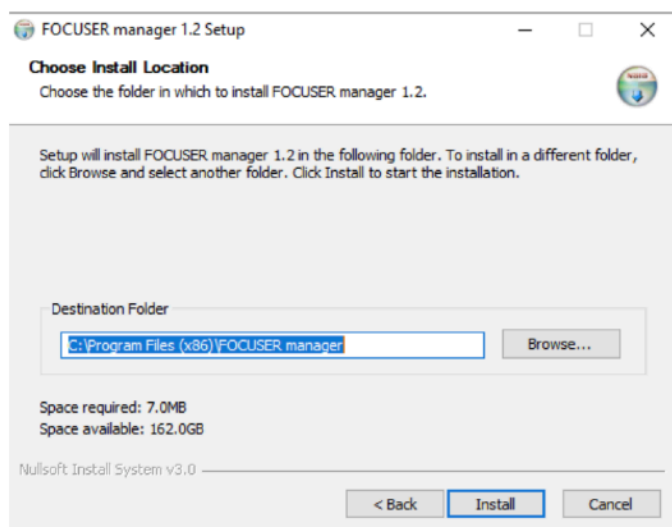 FOCUSER manager 1.2 Setup
Choose Install Location
Choose the folder in which to install FOCUSER manager 1.2.
Setup will install FOCUSER manager 1.2 in the following folder. To install in a different folder,
click Browse and select another folder. Click Install to start the installation.
Destination Folder
C:\Program Files (x86)\FOCUSER manager
Browse...
Space required: 7.0MB
Space available: 162.0GB
Nullsoft Install System v3.0
< Back
Install
Cancel